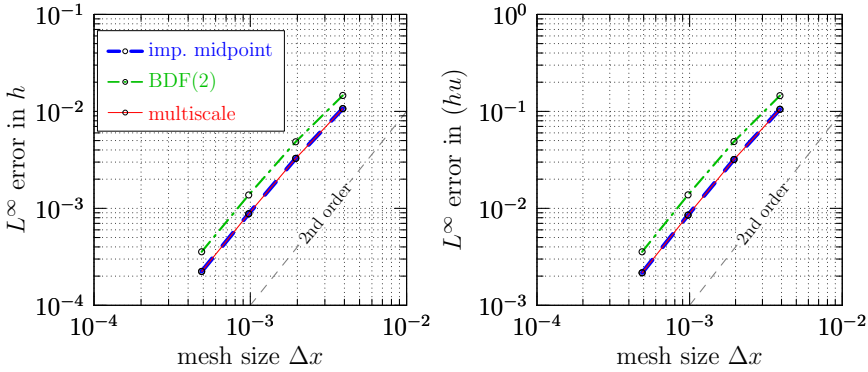 10^-1
10^-2
10^-3
10^-4
L^∞ error in h
imp. midpoint
BDF(2)
multiscale
2nd order
10^-4
10^-3
10^-2
mesh size Δx
10^0
10^-1
10^-2
10^-3
L^∞ error in (hu)
2nd order
10^-4
10^-3
10^-2
mesh size Δx